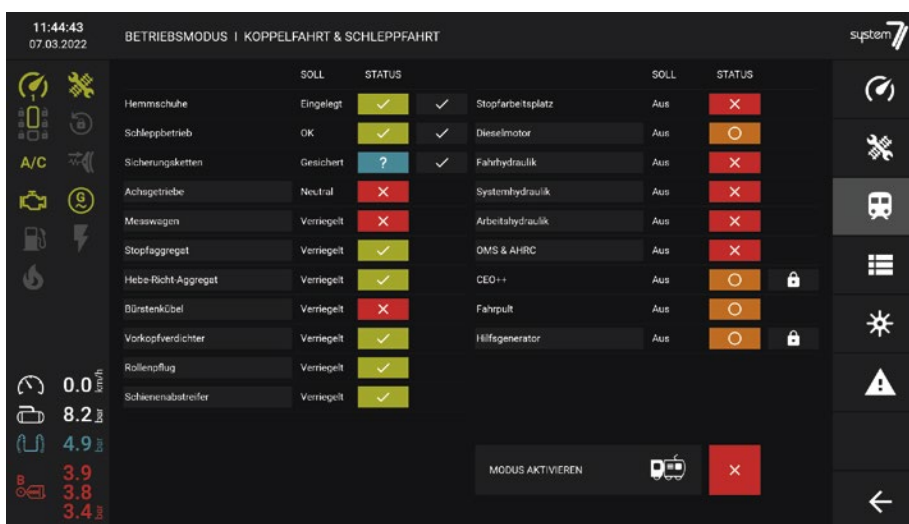 11:44:43
07.03.2022
BETRIEBSMODUS I KOPPELFAHRT & SCHLEPPFAHRT
system7
SOLL STATUS SOLL STATUS
Hemmschuhe Eingelegt Stopfarbeitsplatz Aus
Schleppbetrieb OK Dieselmotor Aus
Sicherungsketten Gesichert ? Fahrhydraulik Aus
Achsgetriebe Neutral Systemhydraulik Aus
Messwagen Verriegelt Arbeitshydraulik Aus
Stopfaggregat Verriegelt OMS & AHRC Aus
Hebe-Richt-Aggregat Verriegelt CEO++ Aus
Bürstenkübel Verriegelt Fahrpult Aus
Vorkopfverdichter Verriegelt Hilfsgenerator Aus
Rollenpflug Verriegelt
Schienenabstreifer Verriegelt
MODUS AKTIVIEREN
1
A/C
G
0.0 km/h
8.2 bar
4.9 bar
B
3.9
3.8
3.4 bar